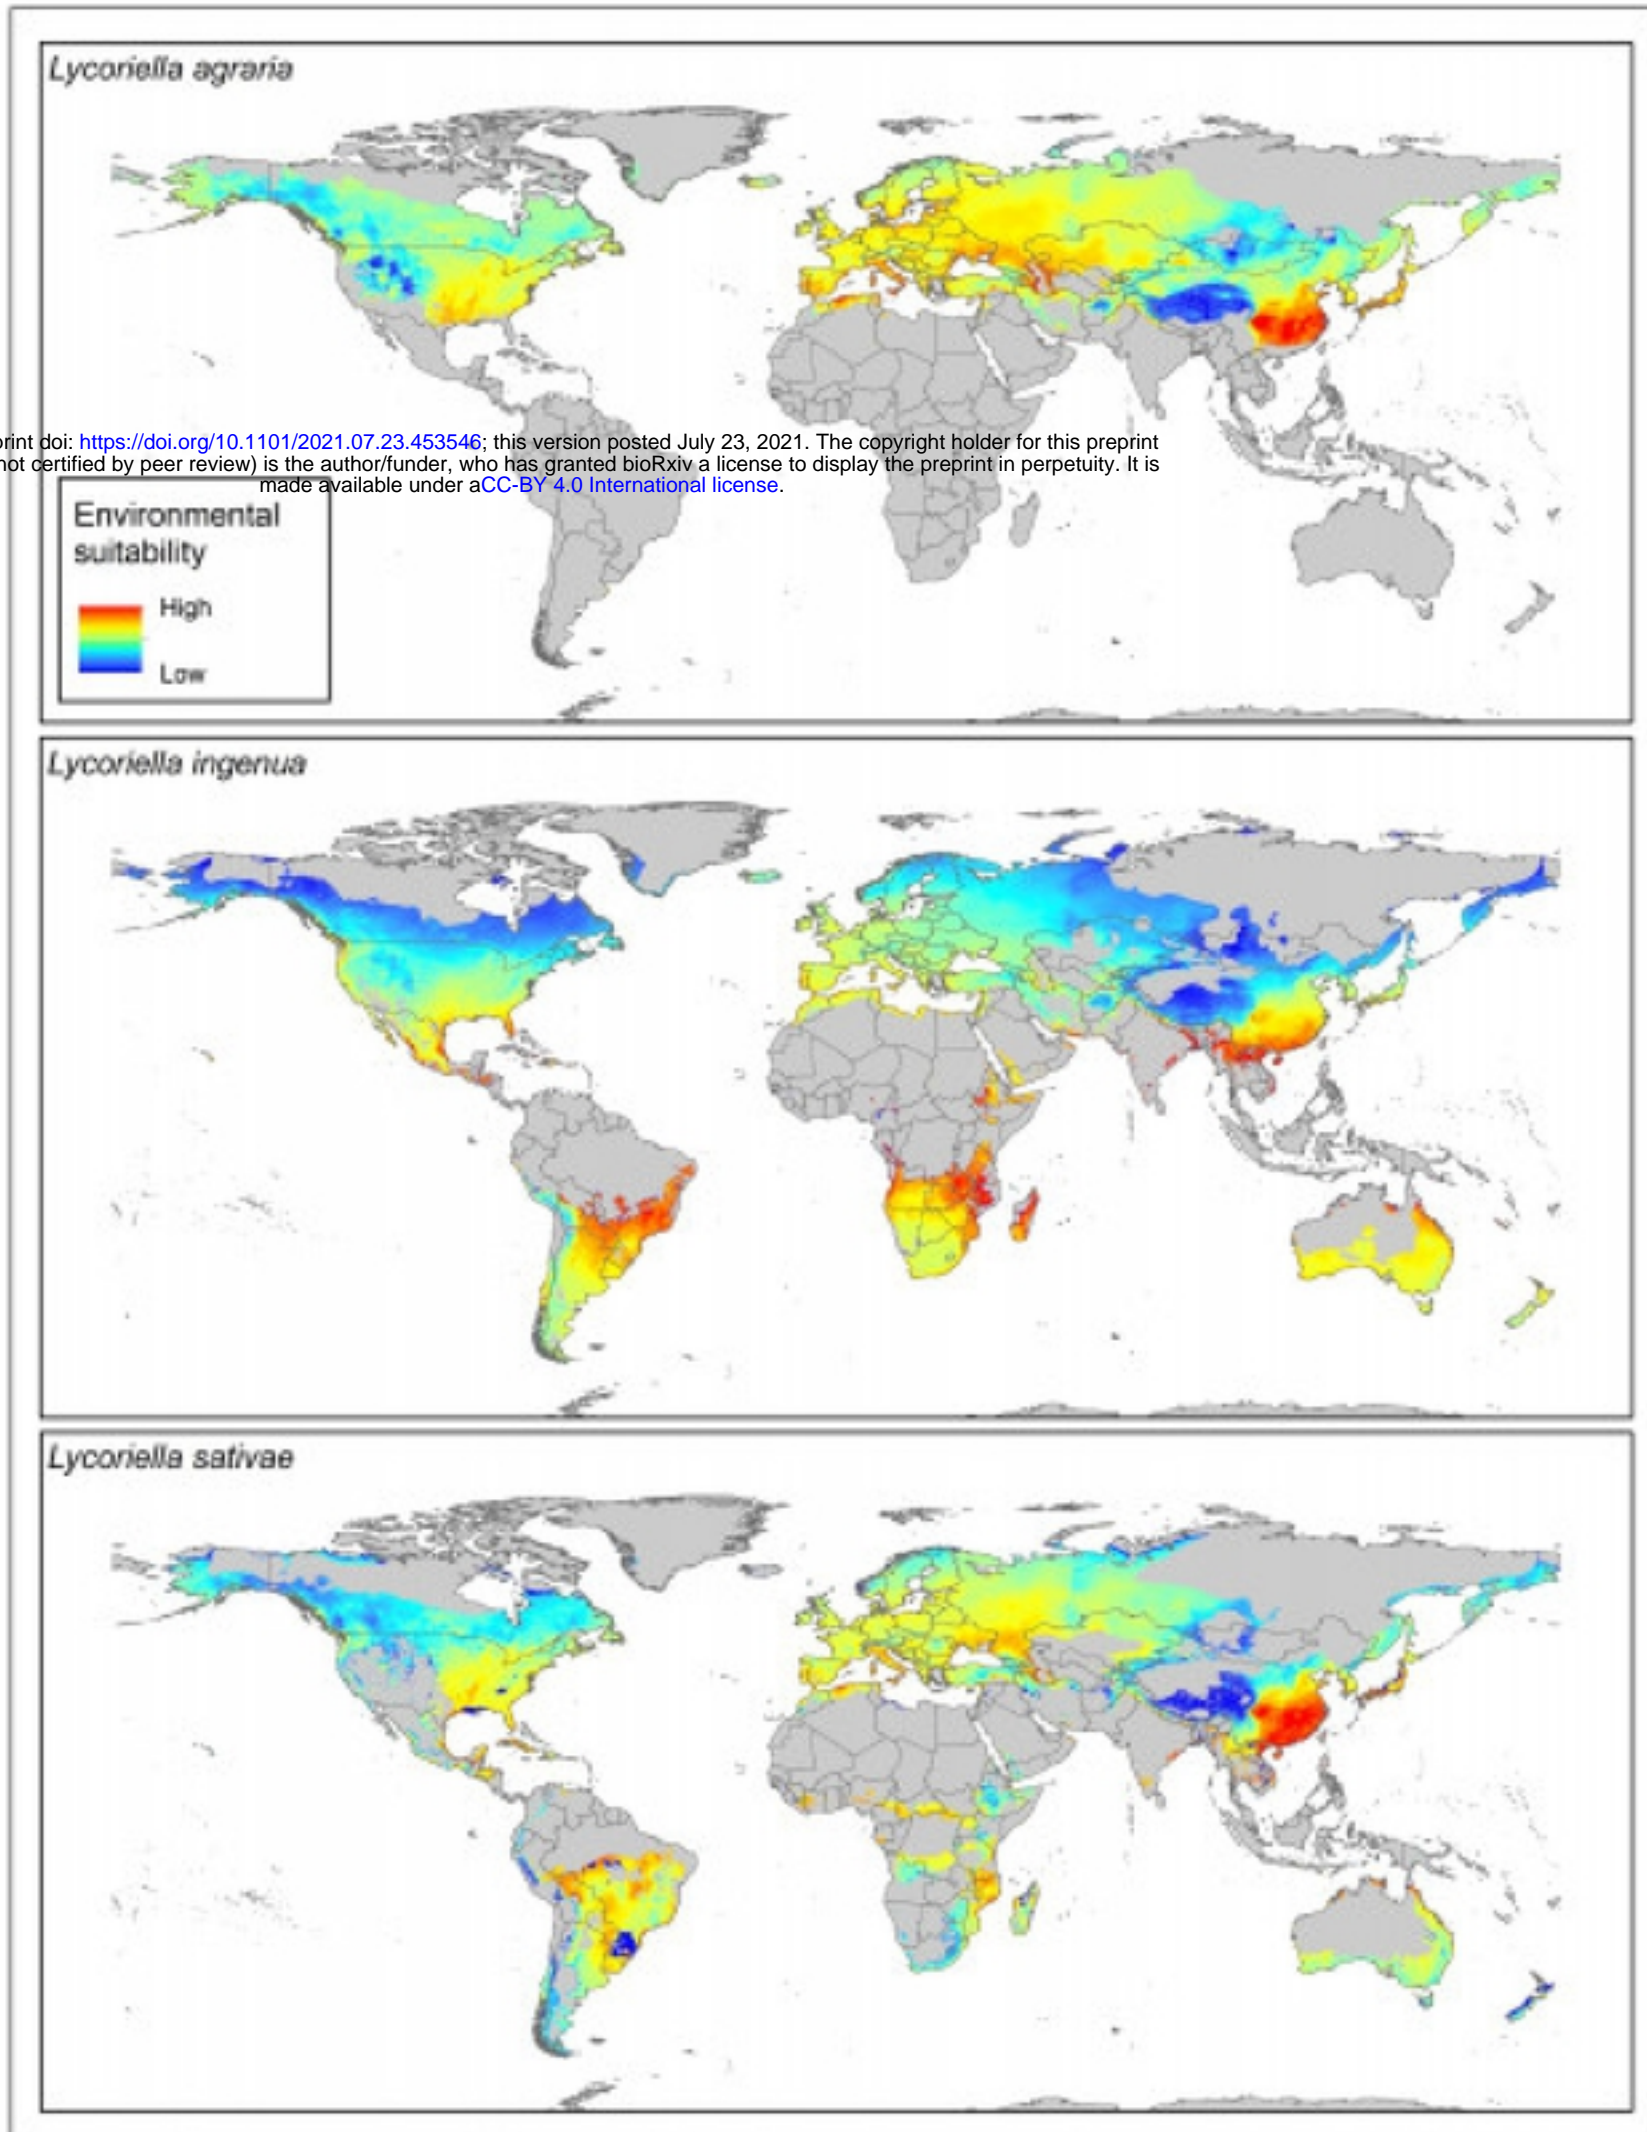 Lycoriella agraria
print doi: https://doi.org/10.1101/2021.07.23.453546; this version posted July 23, 2021. The copyright holder for this preprint
not certified by peer review) is the author/funder, who has granted bioRxiv a license to display the preprint in perpetuity. It is
made available under aCC-BY 4.0 International license.
Environmental
suitability
High
Low
Lycoriella ingenua
Lycoriella sativae